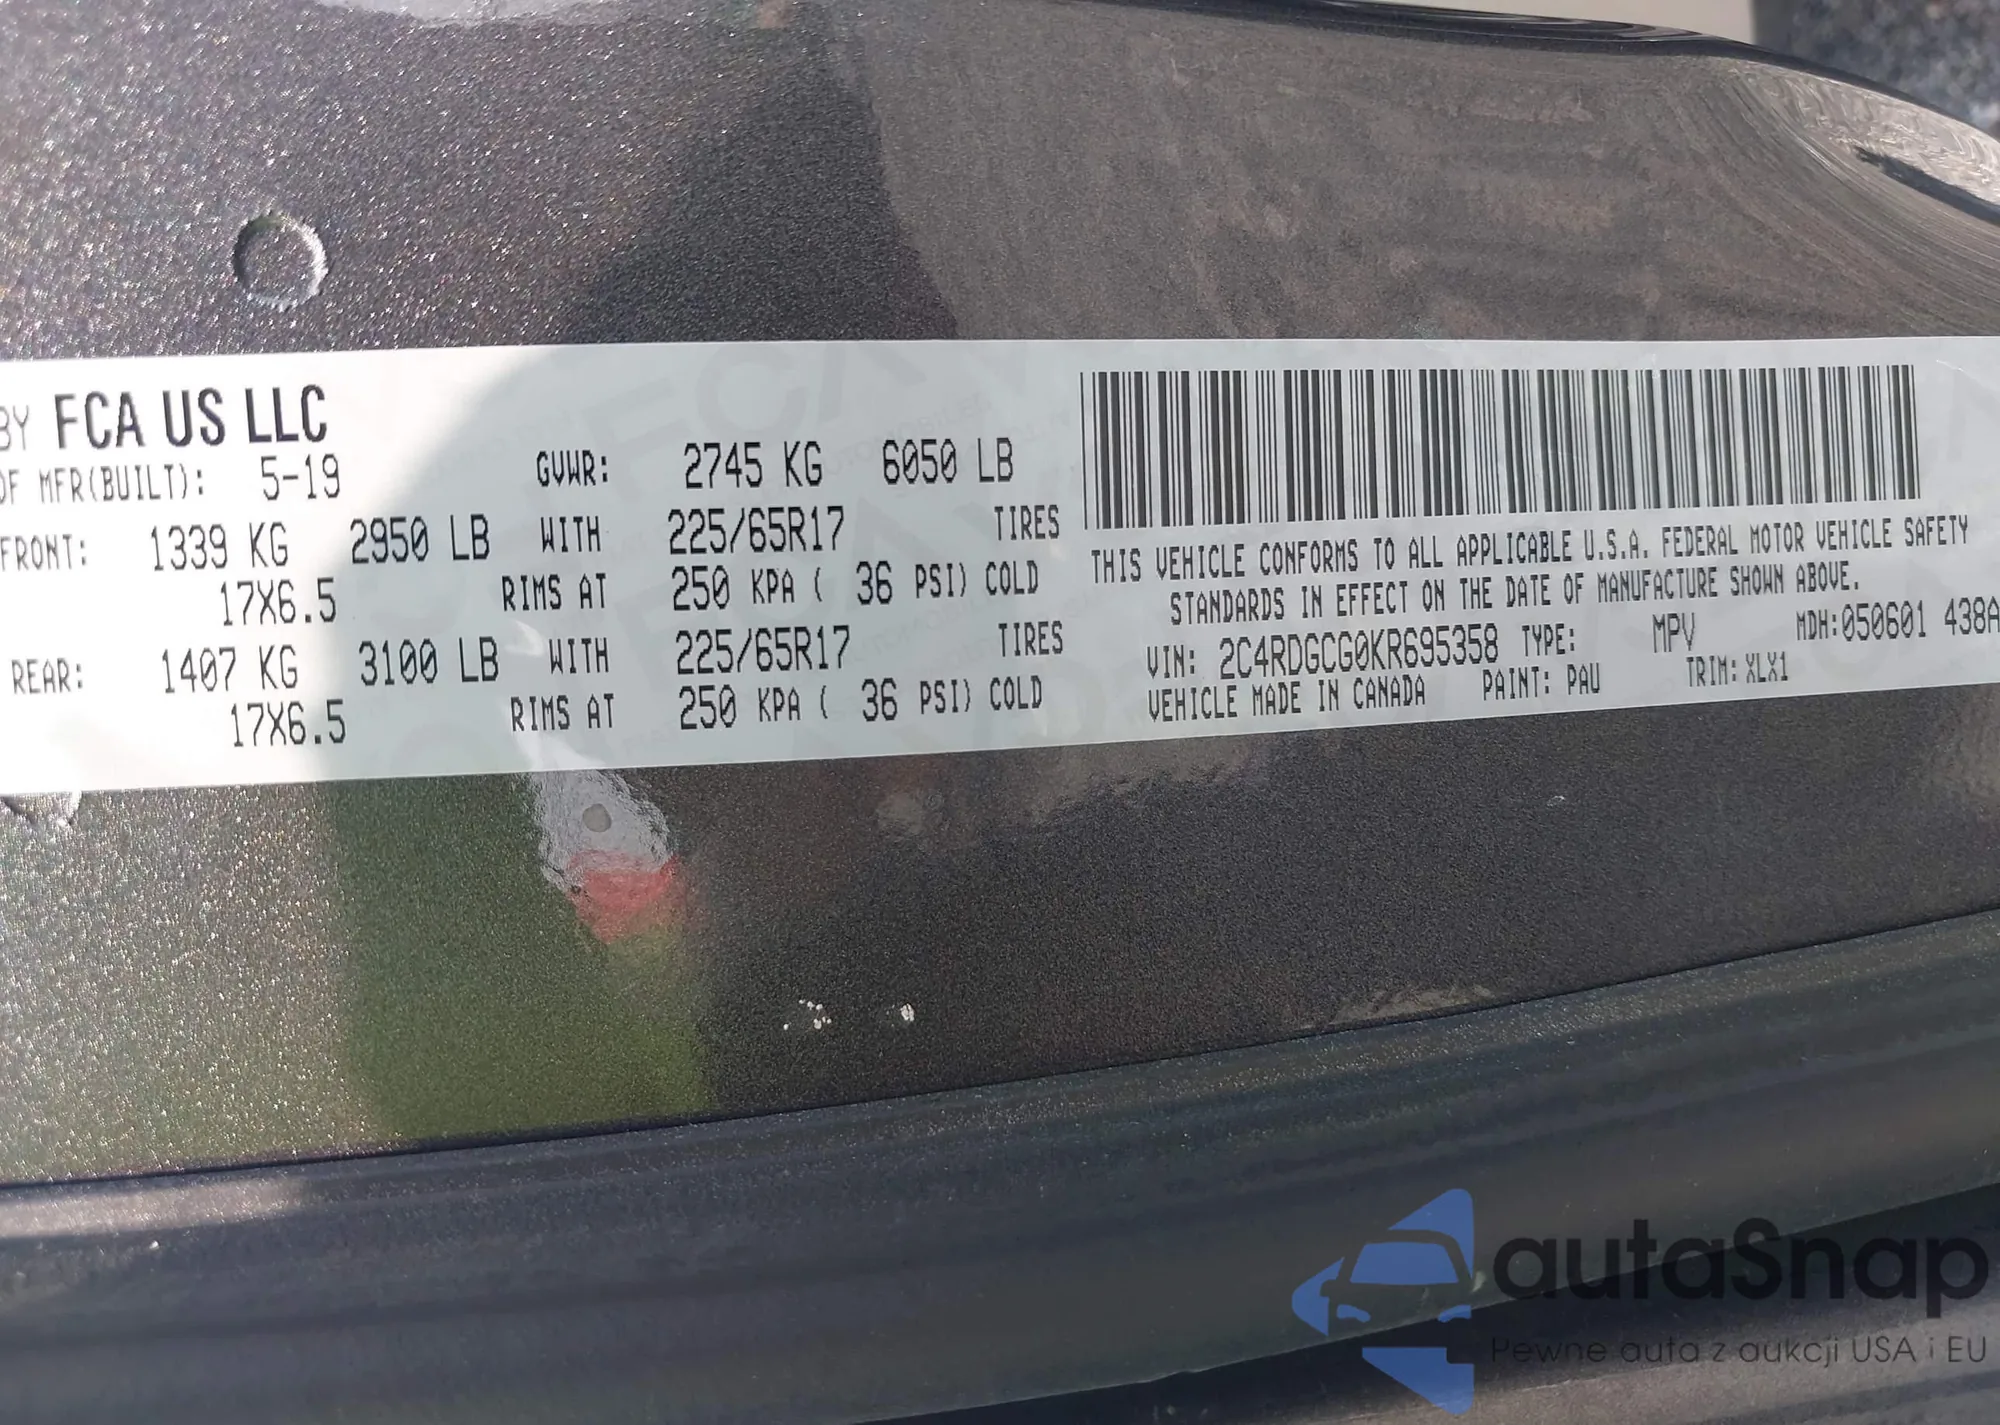 BY FCA US LLC
OF MFR(BUILT): 5-19 GVWR: 2745 KG 6050 LB
FRONT: 1339 KG 2950 LB WITH 225/65R17 TIRES
17X6.5 RIMS AT 250 KPA ( 36 PSI) COLD
REAR: 1407 KG 3100 LB WITH 225/65R17 TIRES
17X6.5 RIMS AT 250 KPA ( 36 PSI) COLD
THIS VEHICLE CONFORMS TO ALL APPLICABLE U.S.A. FEDERAL MOTOR VEHICLE SAFETY
STANDARDS IN EFFECT ON THE DATE OF MANUFACTURE SHOWN ABOVE.
VIN: 2C4RDGCG0KR695358 TYPE: MPV MDH:050601 438A
VEHICLE MADE IN CANADA PAINT: PAU TRIM: XLX1
autaSnap
Pewne auta z aukcji USA i EU